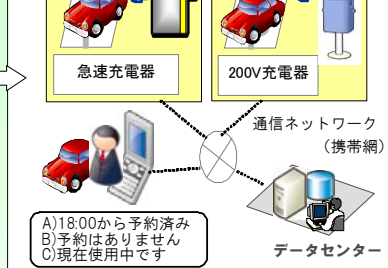 急速充電器
200V充電器
通信ネットワーク
(携帯網)
A)18:00から予約済み
B)予約はありません
C)現在使用中です
データセンター